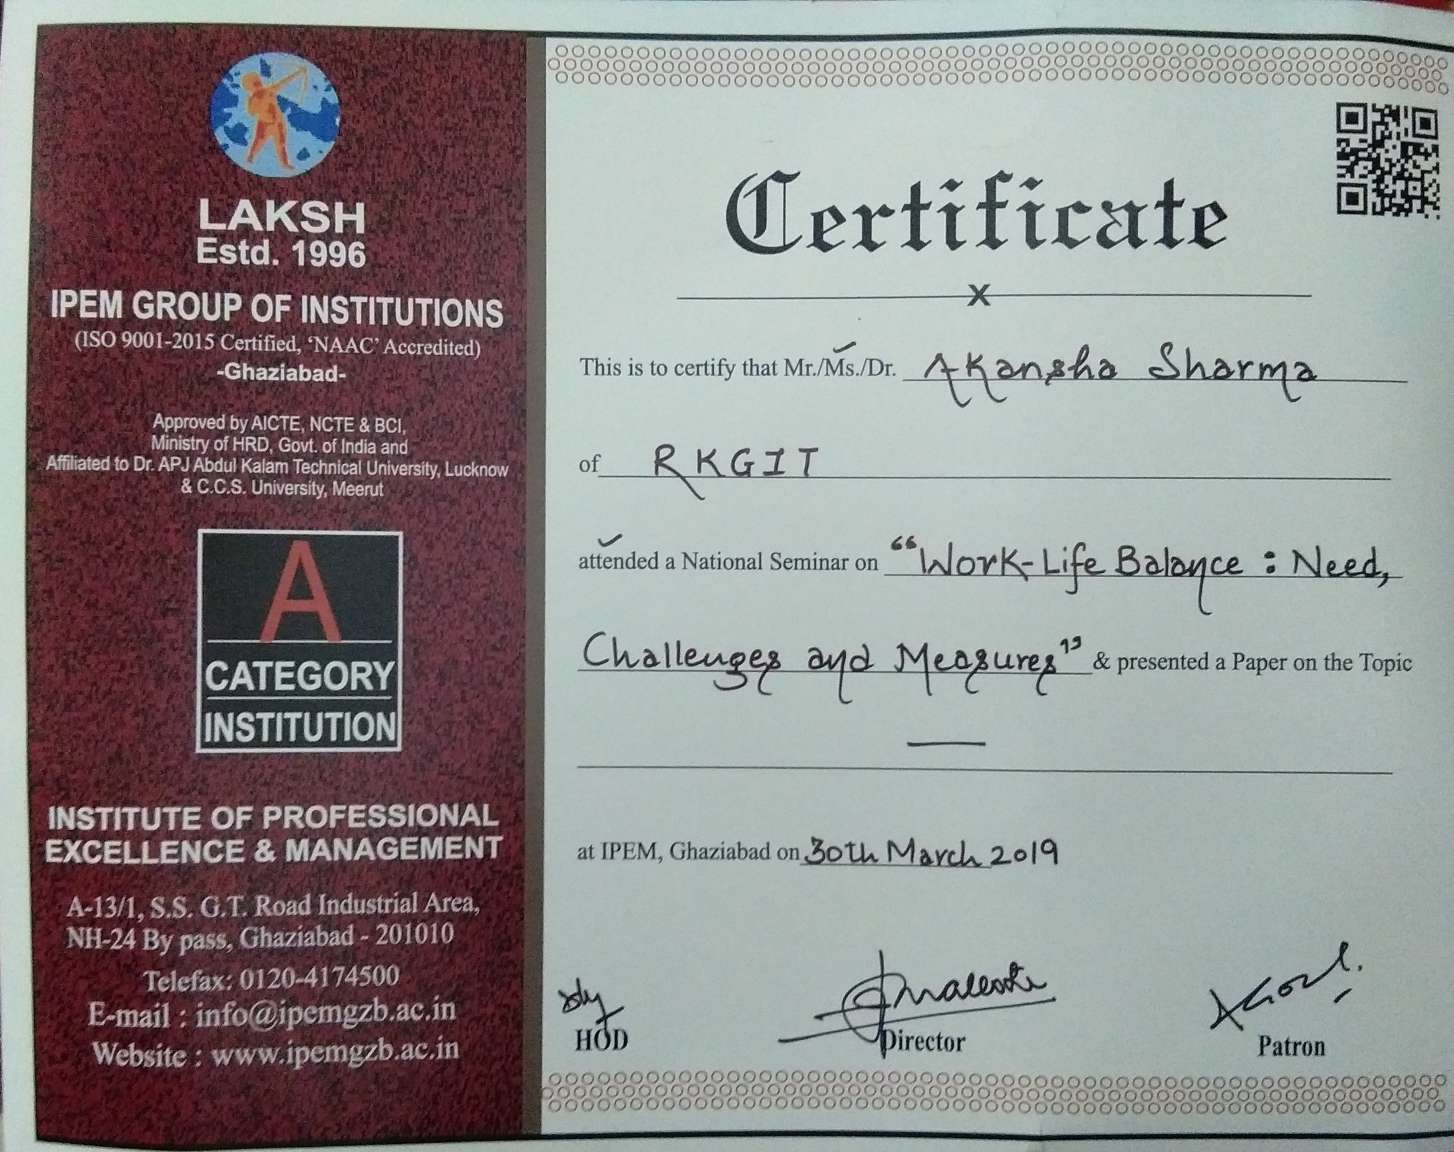 LAKSH
Estd. 1996
IPEM GROUP OF INSTITUTIONS
(ISO 9001-2015 Certified, ‘NAAC’ Accredited)
-Ghaziabad-
Approved by AICTE, NCTE & BCI,
Ministry of HRD, Govt. of India and
Affiliated to Dr. APJ Abdul Kalam Technical University, Lucknow
& C.C.S. University, Meerut
A
CATEGORY
INSTITUTION
INSTITUTE OF PROFESSIONAL
EXCELLENCE & MANAGEMENT
A-13/1, S.S. G.T. Road Industrial Area,
NH-24 By pass, Ghaziabad - 201010
Telefax: 0120-4174500
E-mail : info@ipemgzb.ac.in
Website : www.ipemgzb.ac.in
Certificate
x
This is to certify that Mr./Ms./Dr. Akansha Sharma
of RKGIT
attended a National Seminar on “Work-Life Balance : Need,
Challenges and Measures” & presented a Paper on the Topic
—
at IPEM, Ghaziabad on 30th March 2019
HOD Director Patron